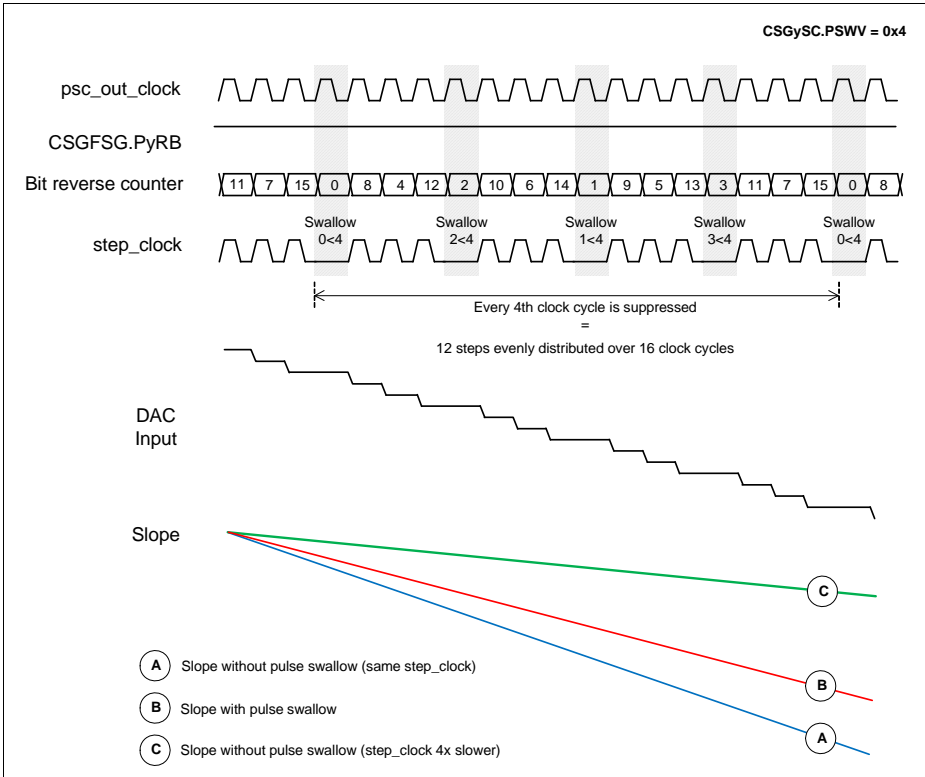 CSGySC.PSWV = 0x4
psc_out_clock
CSGFSG.PyRB
Bit reverse counter
11 7 15 0 8 4 12 2 10 6 14 1 9 5 13 3 11 7 15 0 8
step_clock
Swallow 0<4
Swallow 2<4
Swallow 1<4
Swallow 3<4
Swallow 0<4
Every 4th clock cycle is suppressed
=
12 steps evenly distributed over 16 clock cycles
DAC
Input
Slope
C
B
A
A Slope without pulse swallow (same step_clock)
B Slope with pulse swallow
C Slope without pulse swallow (step_clock 4x slower)